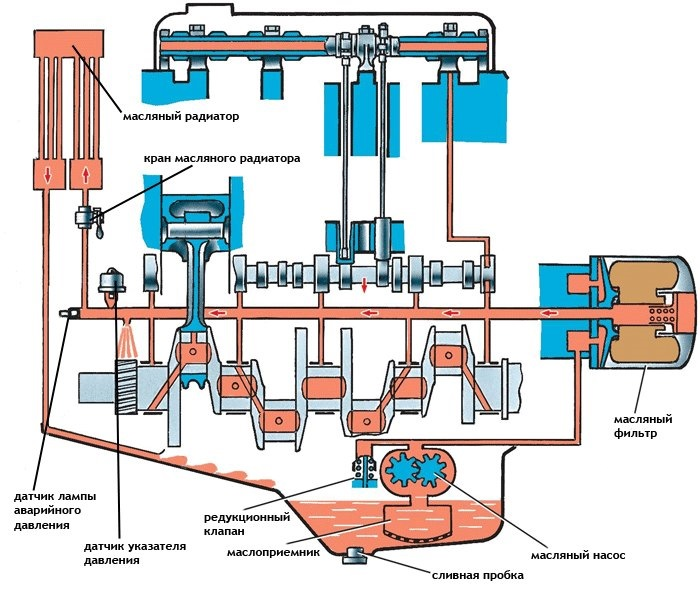 масляный радиатор
кран масляного радиатора
масляный
фильтр
датчик лампы
аварийного
давления
датчик указателя
давления
редукционный
клапан
маслоприемник
масляный насос
сливная пробка